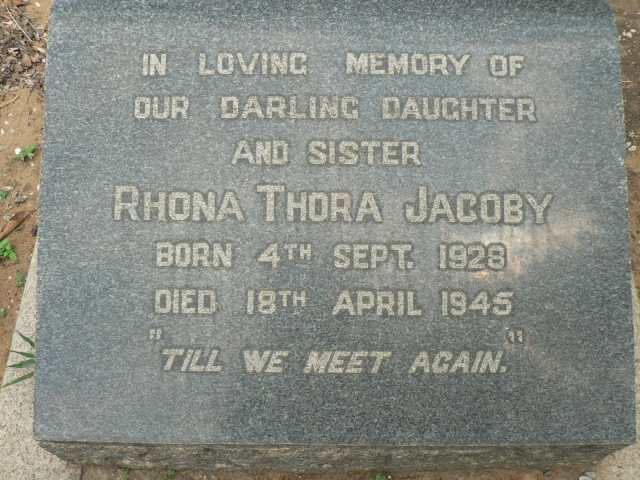 IN LOVING MEMORY OF
OUR DARLING DAUGHTER
AND SISTER
RHONA THORA JACOBY
BORN 4TH SEPT. 1928
DIED 18TH APRIL 1945
"TILL WE MEET AGAIN."